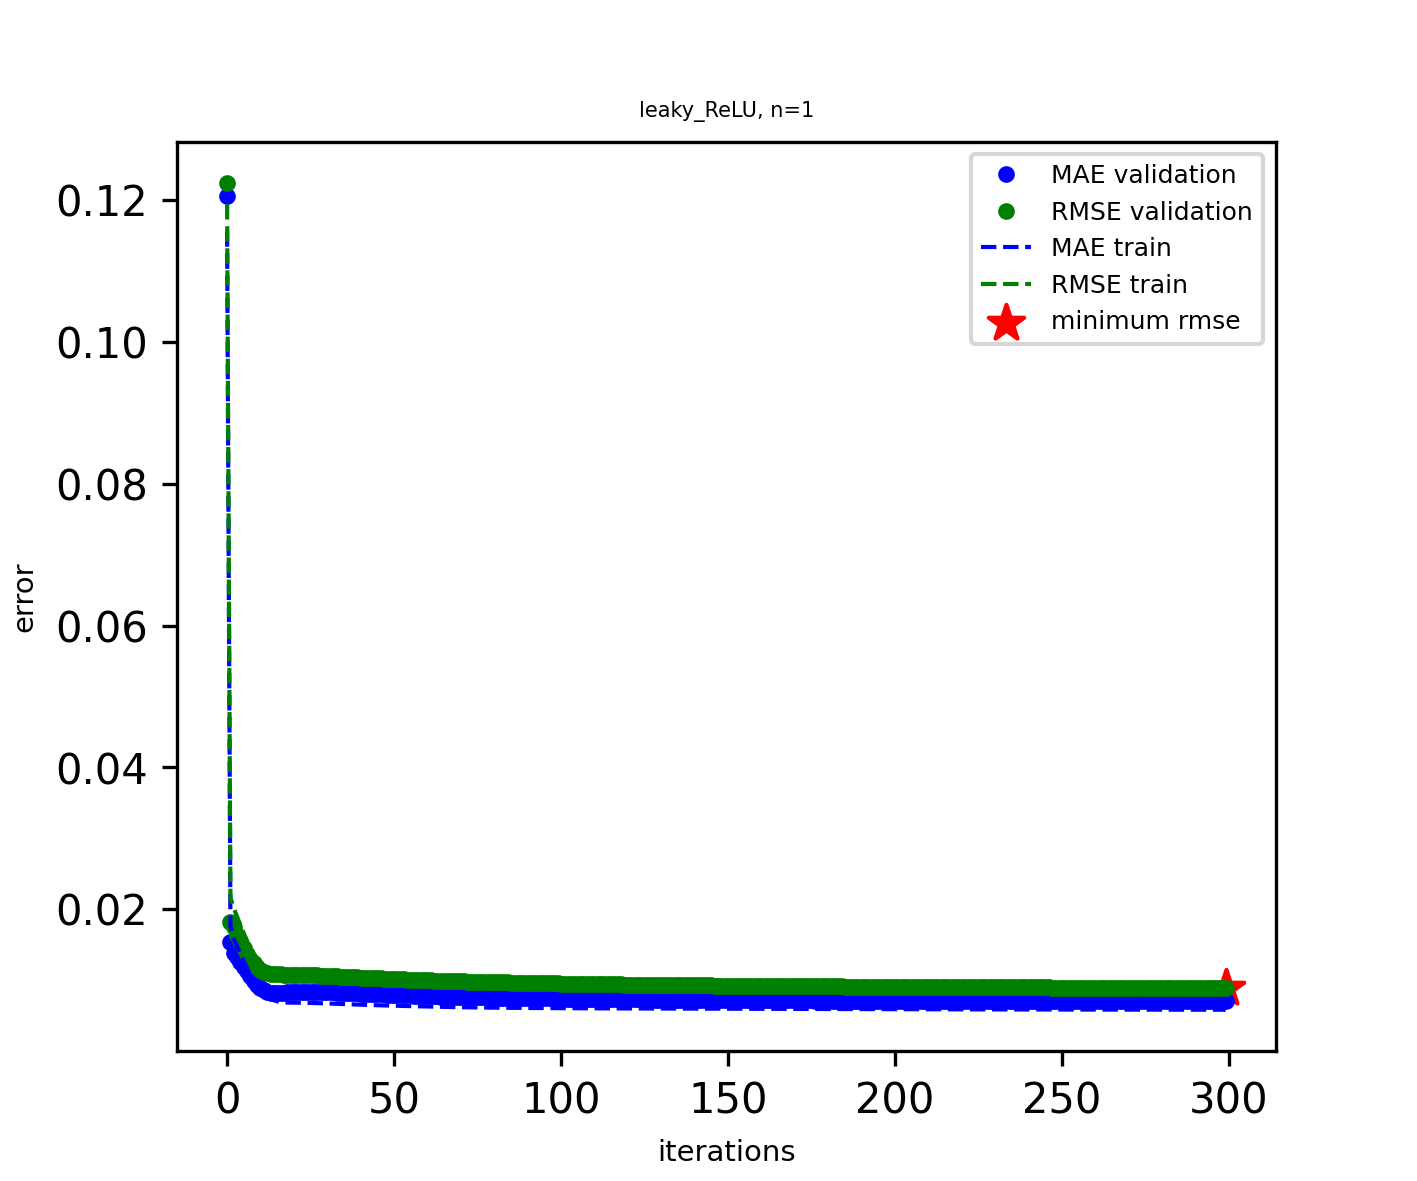 leaky_ReLU, n=1
MAE validation
RMSE validation
MAE train
RMSE train
minimum rmse
0.12
0.10
0.08
0.06
0.04
0.02
error
0 50 100 150 200 250 300
iterations